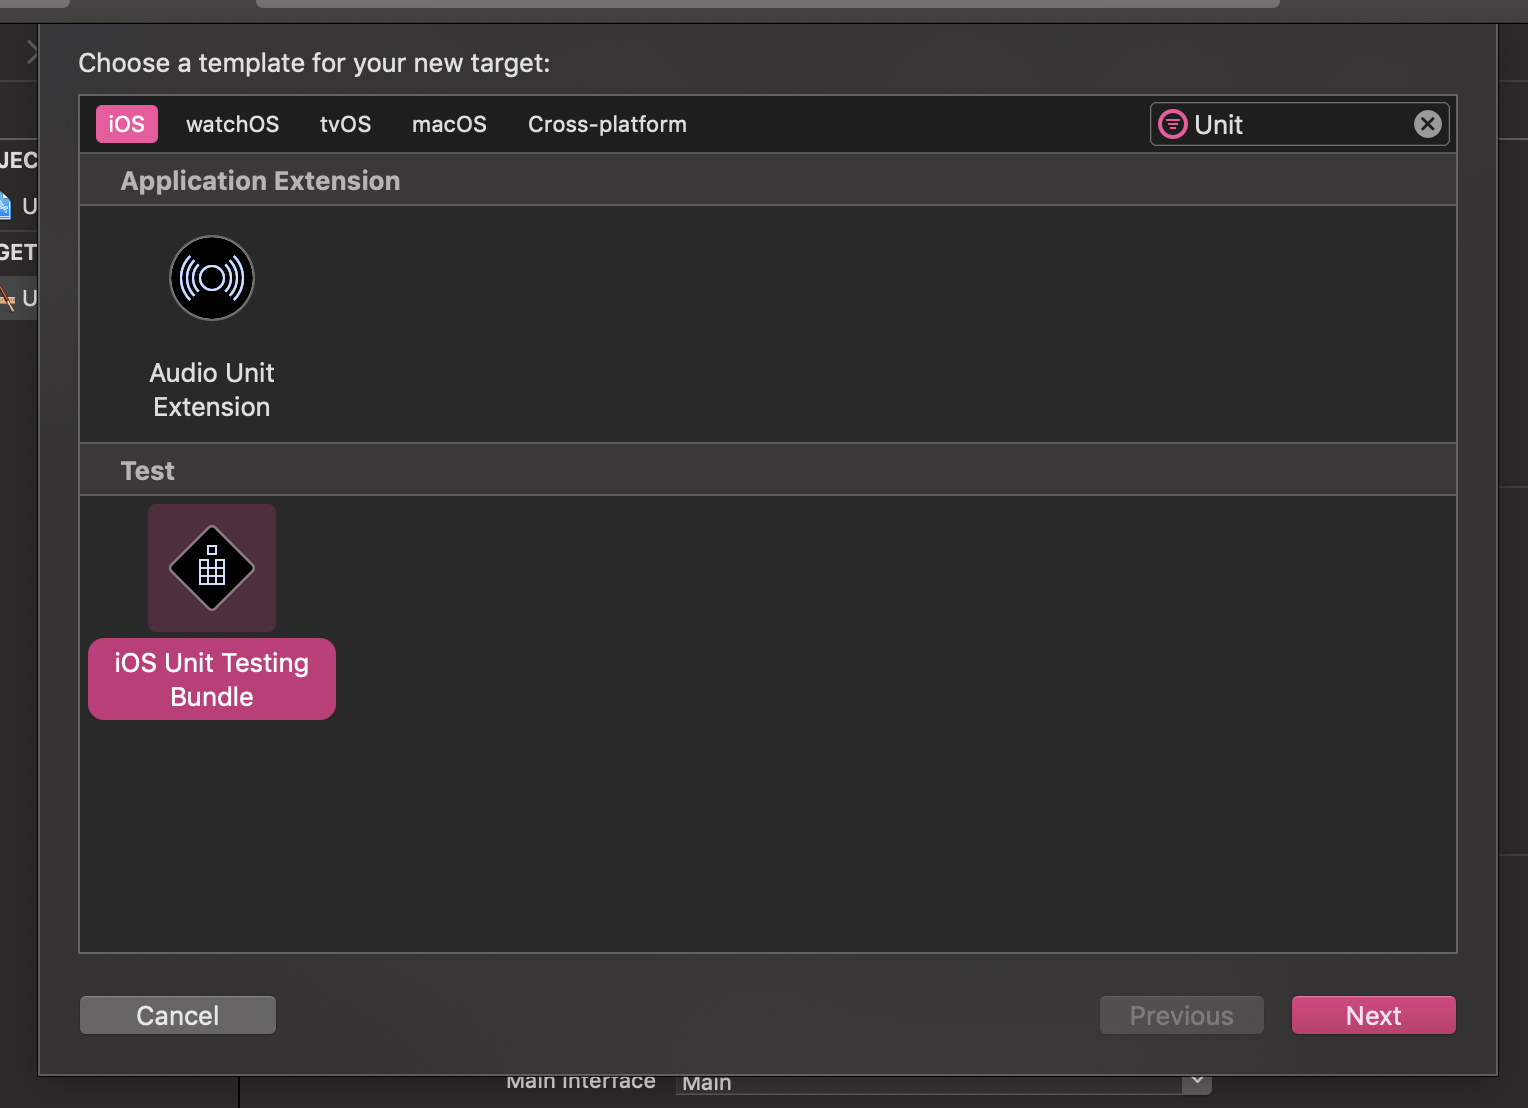 Choose a template for your new target:
iOS watchOS tvOS macOS Cross-platform Unit
JEC
Application Extension
U
GET
U
Audio Unit
Extension
Test
iOS Unit Testing
Bundle
Cancel Previous Next
Main Interface Main